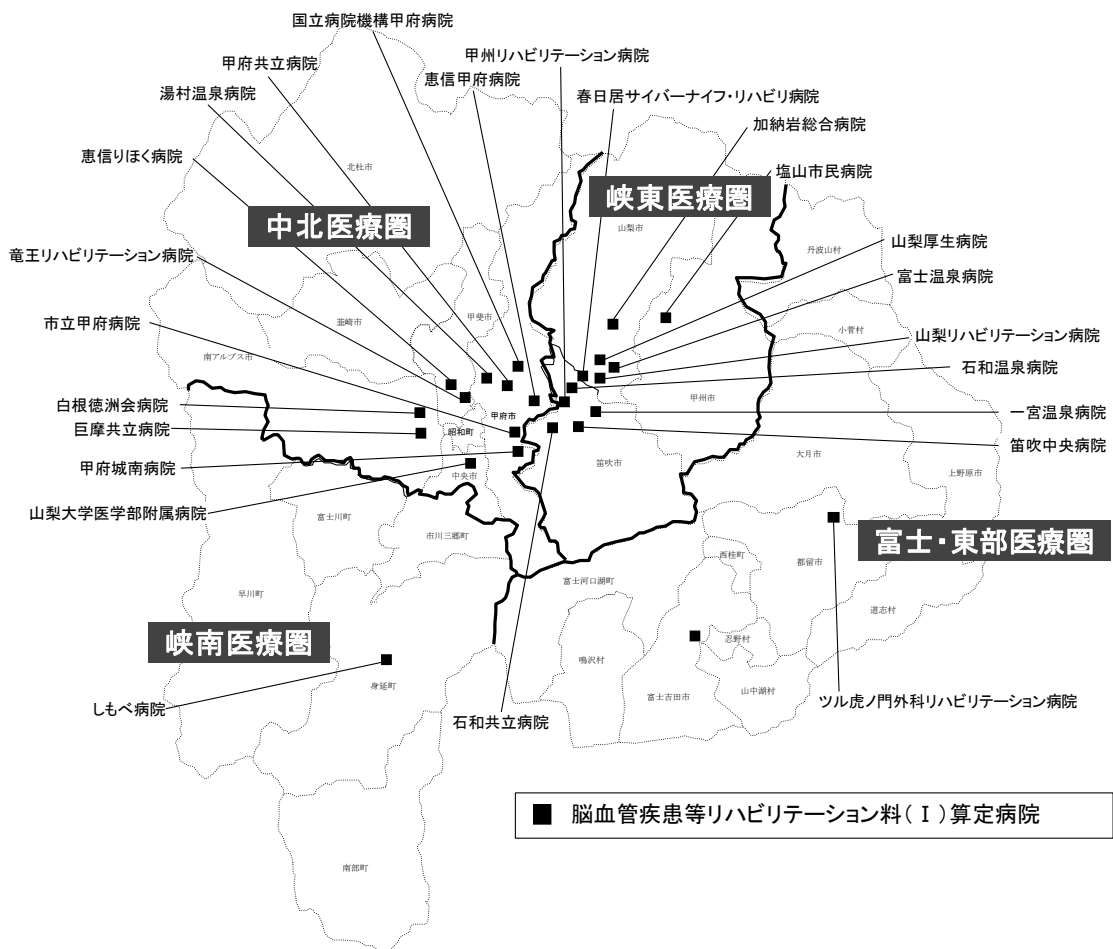 国立病院機構甲府病院
甲府共立病院
甲州リハビリテーション病院
恵信甲府病院
湯村温泉病院
春日居サイバーナイフ・リハビリ病院
加納岩総合病院
恵信りほく病院
塩山市民病院
北杜市
峡東医療圏
中北医療圏
山梨市
竜王リハビリテーション病院
山梨厚生病院
丹波山村
富士温泉病院
市立甲府病院
甲斐市
韮崎市
小菅村
山梨リハビリテーション病院
南アルプス市
石和温泉病院
白根徳洲会病院
甲府市
甲州市
一宮温泉病院
巨摩共立病院
昭和町
笛吹中央病院
甲府城南病院
笛吹市
大月市
中央市
上野原市
山梨大学医学部附属病院
富士川町
市川三郷町
富士・東部医療圏
西桂町
都留市
富士河口湖町
早川町
道志村
峡南医療圏
忍野村
鳴沢村
身延町
富士吉田市
山中湖村
しもべ病院
石和共立病院
ツル虎ノ門外科リハビリテーション病院
■ 脳血管疾患等リハビリテーション料(Ⅰ)算定病院
南部町